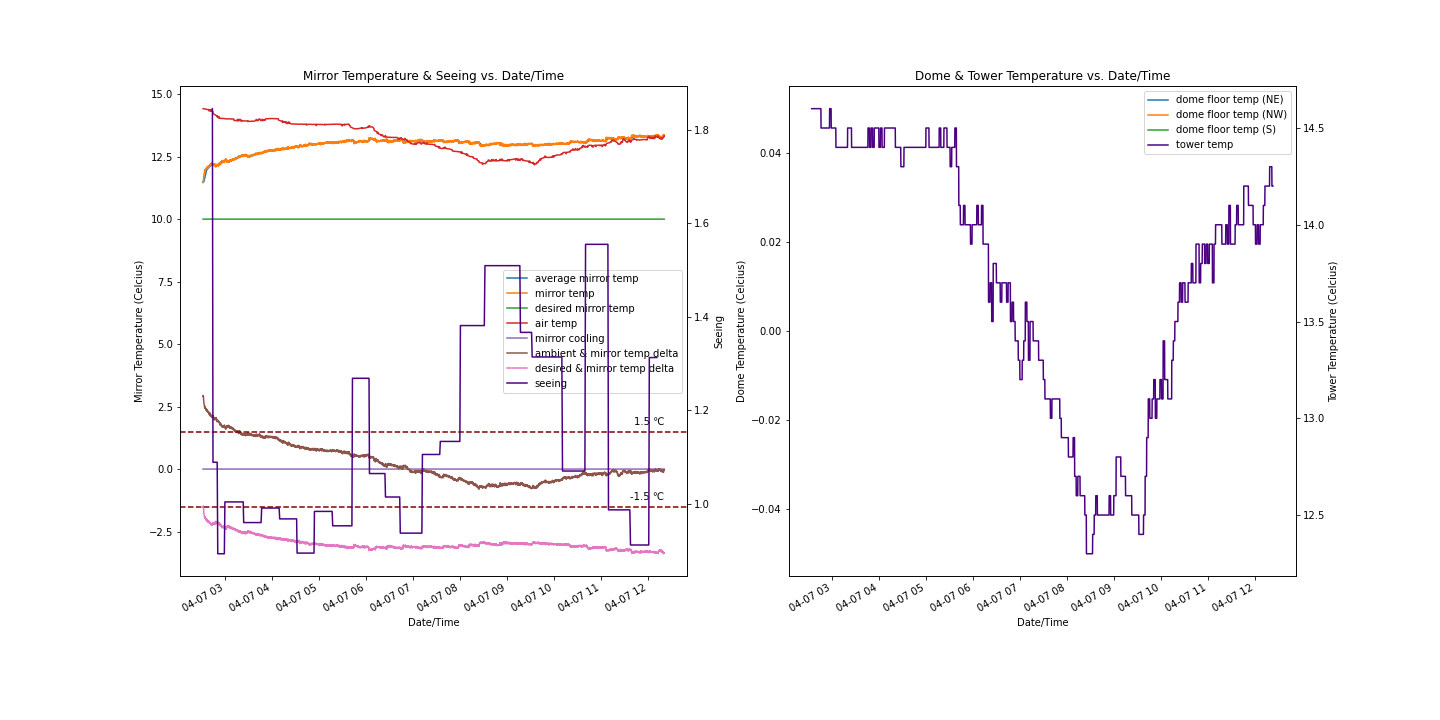 Mirror Temperature & Seeing vs. Date/Time
Mirror Temperature (Celcius)
15.0
12.5
10.0
7.5
5.0
2.5
0.0
−2.5
1.8
1.6
1.4
1.2
1.0
Seeing
average mirror temp
mirror temp
desired mirror temp
air temp
mirror cooling
ambient & mirror temp delta
desired & mirror temp delta
seeing
1.5 °C
-1.5 °C
04-07 03
04-07 04
04-07 05
04-07 06
04-07 07
04-07 08
04-07 09
04-07 10
04-07 11
04-07 12
Date/Time
Dome & Tower Temperature vs. Date/Time
Dome Temperature (Celcius)
0.04
0.02
0.00
−0.02
−0.04
14.5
14.0
13.5
13.0
12.5
Tower Temperature (Celcius)
dome floor temp (NE)
dome floor temp (NW)
dome floor temp (S)
tower temp
04-07 03
04-07 04
04-07 05
04-07 06
04-07 07
04-07 08
04-07 09
04-07 10
04-07 11
04-07 12
Date/Time